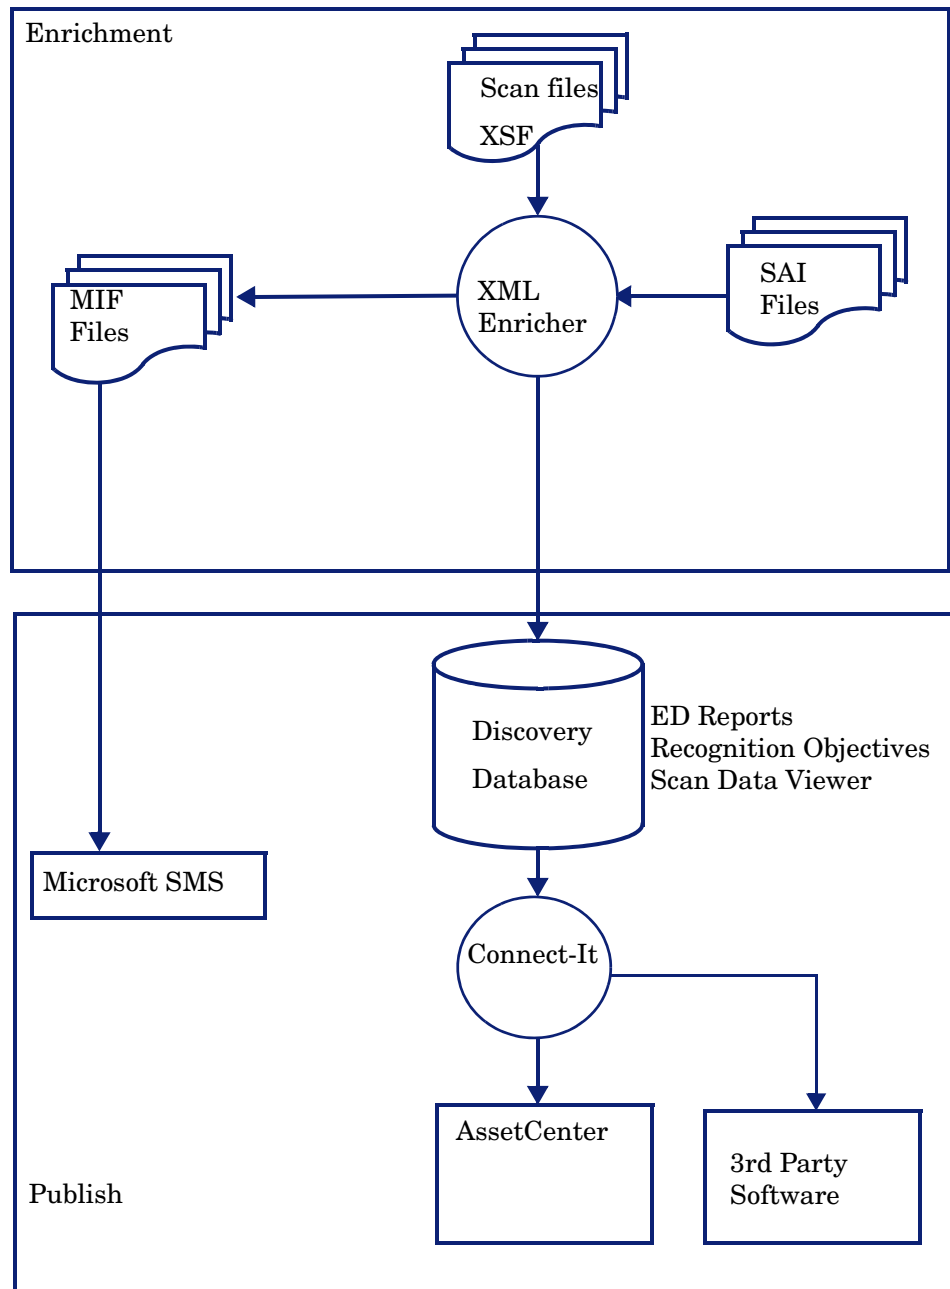 Enrichment
Scan files
XSF
SAI
Files
XML
Enricher
MIF
Files
Discovery
Database
ED Reports
Recognition Objectives
Scan Data Viewer
Microsoft SMS
Connect-It
AssetCenter
3rd Party
Software
Publish